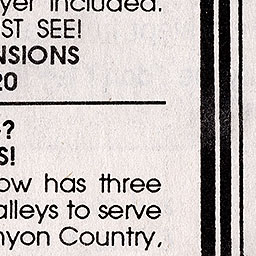 yer included.
ST SEE!
NSIONS
20
?
S!
ow has three
alleys to serve
nyon Country,